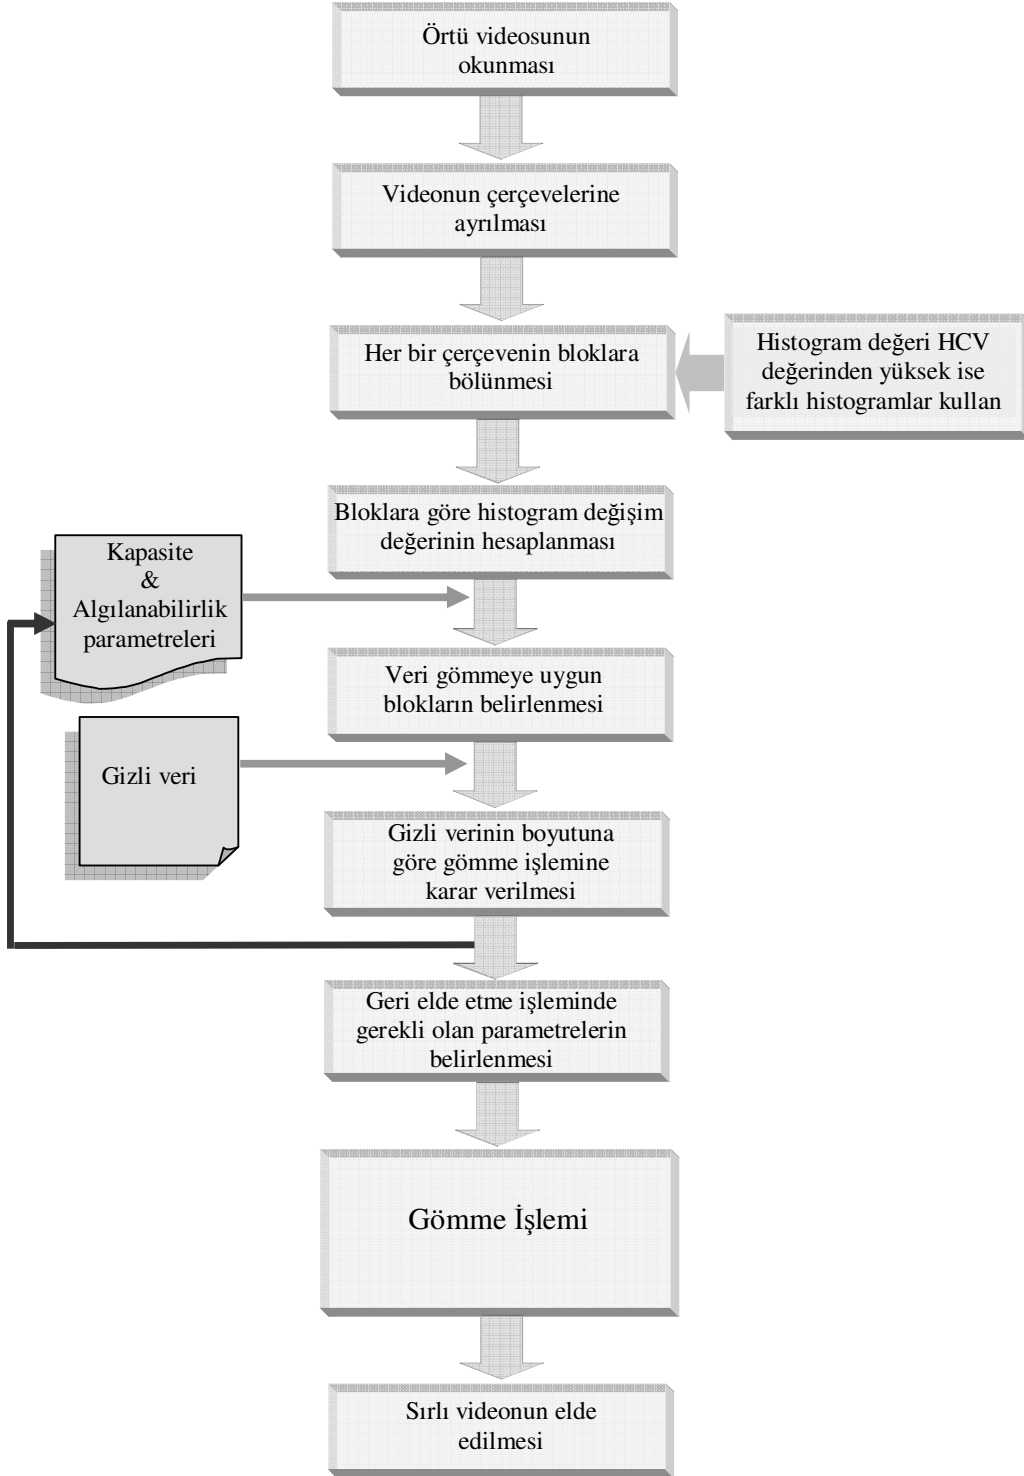 Örtü videosunun
okunması
Videonun çerçevelerine
ayrılması
Her bir çerçevenin bloklara
bölünmesi
Histogram değeri HCV
değerinden yüksek ise
farklı histogramlar kullan
Bloklara göre histogram değişim
değerinin hesaplanması
Kapasite
&
Algılanabilirlik
parametreleri
Veri gömmeye uygun
blokların belirlenmesi
Gizli veri
Gizli verinin boyutuna
göre gömme işlemine
karar verilmesi
Geri elde etme işleminde
gerekli olan parametrelerin
belirlenmesi
Gömme İşlemi
Sırlı videonun elde
edilmesi